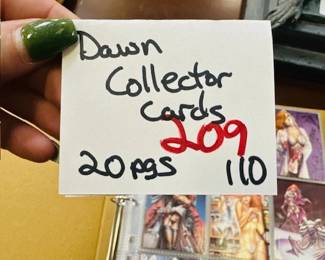 Dawn
Collector
Cards
209
20 pgs 110